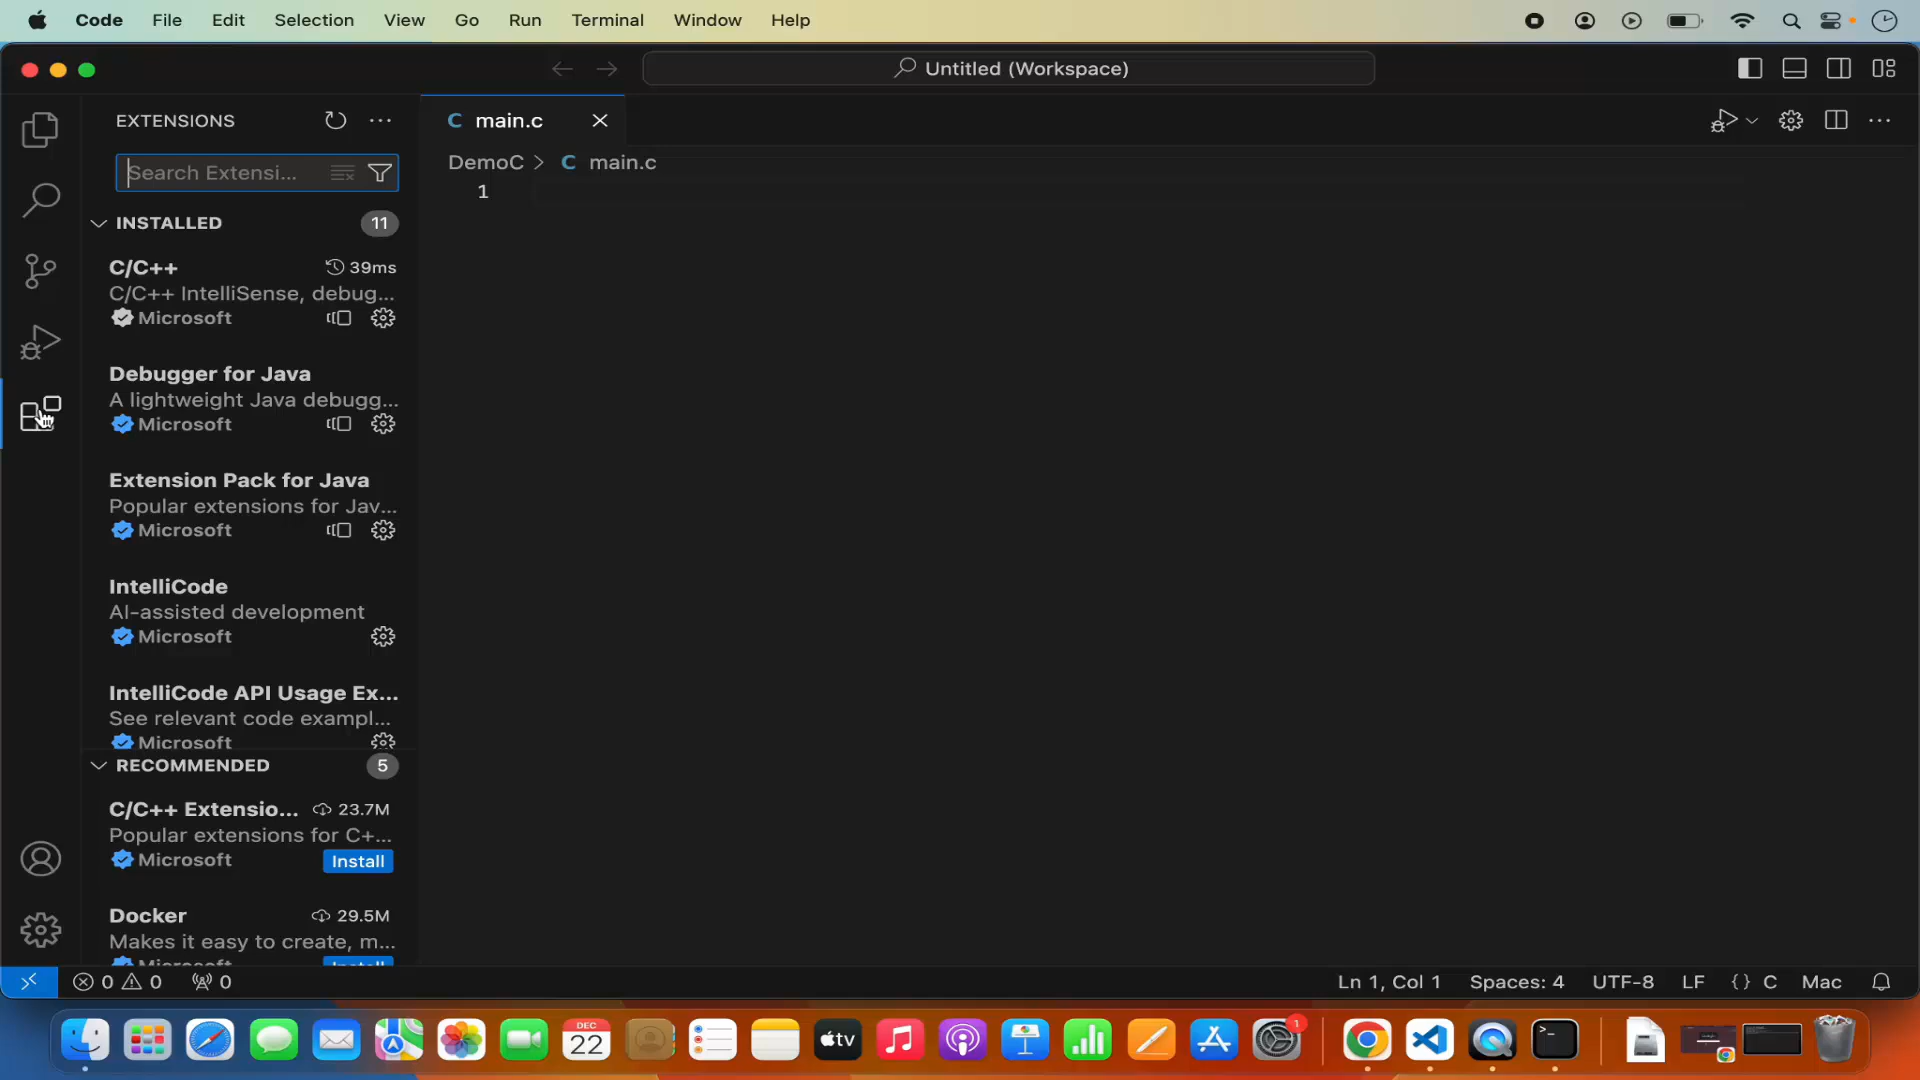 Code File Edit Selection View Go Run Terminal Window Help
Untitled (Workspace)
EXTENSIONS
Search Extensi...
INSTALLED 11
C/C++ 39ms
C/C++ IntelliSense, debug...
Microsoft
Debugger for Java
A lightweight Java debugg...
Microsoft
Extension Pack for Java
Popular extensions for Jav...
Microsoft
IntelliCode
AI-assisted development
Microsoft
IntelliCode API Usage Ex...
See relevant code exampl...
Microsoft
RECOMMENDED 5
C/C++ Extensio... 23.7M
Popular extensions for C+...
Microsoft Install
Docker 29.5M
Makes it easy to create, m...
Microsoft Install
C main.c
DemoC > C main.c
1
0 0 0
Ln 1, Col 1 Spaces: 4 UTF-8 LF {} C Mac
DEC
22
tv
1
>_